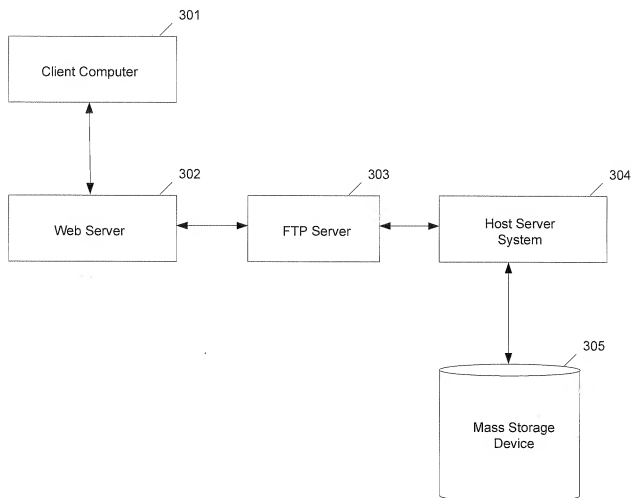 301
Client Computer
302
303
304
Web Server
FTP Server
Host Server
System
305
Mass Storage
Device